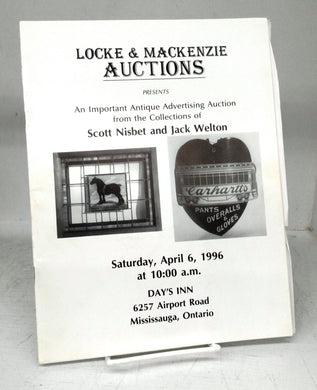 LOCKE & MACKENZIE
AUCTIONS
PRESENTS
An Important Antique Advertising Auction
from the Collections of
Scott Nisbet and Jack Welton
Carhartt's
PANTS
OVERALLS
&
GLOVES
Saturday, April 6, 1996
at 10:00 a.m.
DAY'S INN
6257 Airport Road
Mississauga, Ontario